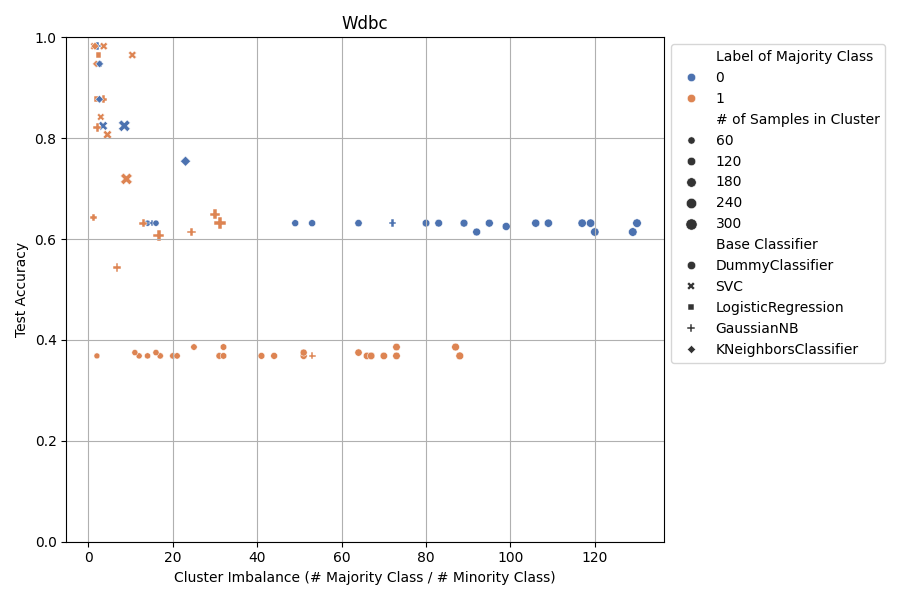 Wdbc
1.0
0.8
0.6
0.4
0.2
0.0
Test Accuracy
0 20 40 60 80 100 120
Cluster Imbalance (# Majority Class / # Minority Class)
Label of Majority Class
0
1
# of Samples in Cluster
60
120
180
240
300
Base Classifier
DummyClassifier
SVC
LogisticRegression
GaussianNB
KNeighborsClassifier